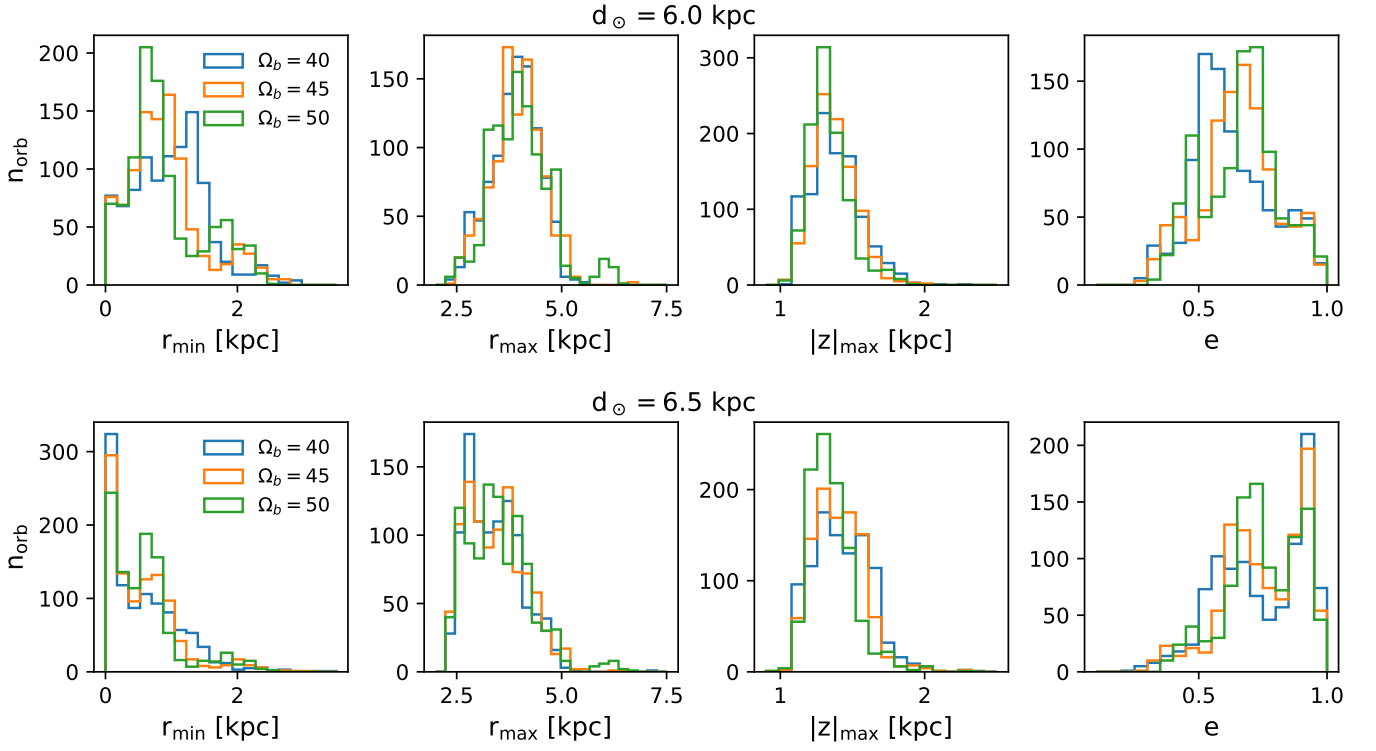 d⊙ = 6.0 kpc
n_orb
200
150
100
50
0
Ω_b = 40
Ω_b = 45
Ω_b = 50
0 2
r_min [kpc]
150
100
50
0
2.5 5.0 7.5
r_max [kpc]
300
200
100
0
1 2
|z|_max [kpc]
150
100
50
0
0.5 1.0
e
d⊙ = 6.5 kpc
n_orb
300
200
100
0
Ω_b = 40
Ω_b = 45
Ω_b = 50
0 2
r_min [kpc]
150
100
50
0
2.5 5.0 7.5
r_max [kpc]
200
100
0
1 2
|z|_max [kpc]
200
150
100
50
0
0.5 1.0
e